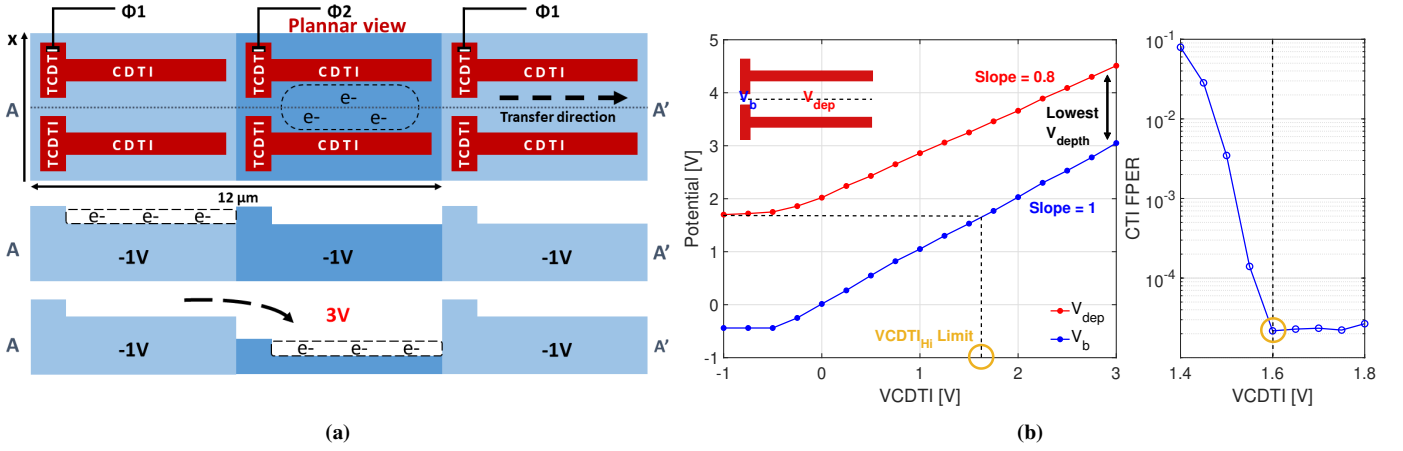 Φ1
Φ2
Φ1
Plannar view
x
TCDTI
CDTI
TCDTI
CDTI
TCDTI
CDTI
A
e-
e- e-
Transfer direction
A'
TCDTI
CDTI
TCDTI
CDTI
TCDTI
CDTI
12 µm
e- e- e-
A
-1V
-1V
-1V
A'
3V
A
-1V
e- e- e-
-1V
A'
(a)
5
4
3
2
1
0
-1
Potential [V]
-1
0
1
2
3
VCDTI [V]
V_b
V_dep
Slope = 0.8
Lowest
V_depth
Slope = 1
VCDTI_Hi Limit
V_dep
V_b
10^-1
10^-2
10^-3
10^-4
CTI FPER
1.4
1.6
1.8
VCDTI [V]
(b)